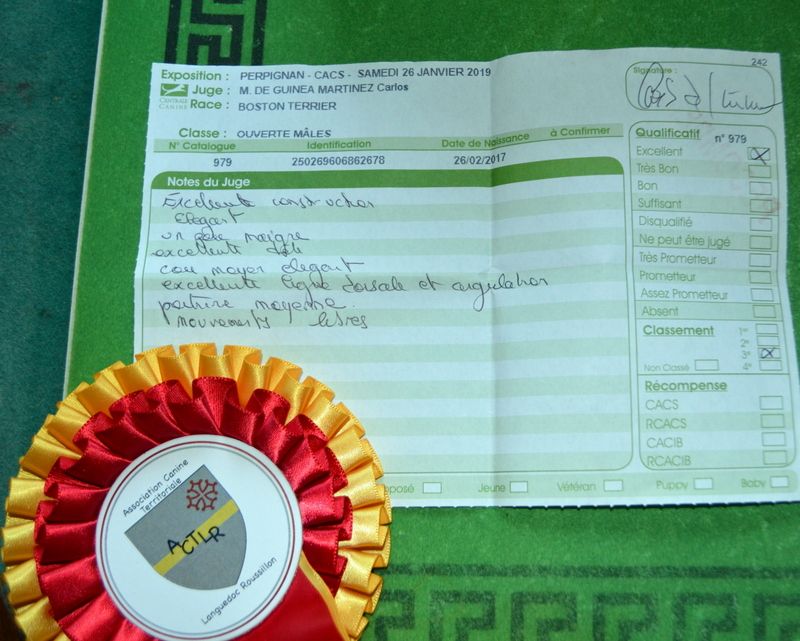 242
Exposition : PERPIGNAN - CACS - SAMEDI 26 JANVIER 2019
Juge : M. DE GUINEA MARTINEZ Carlos
CENTRALE CANINE
Race : BOSTON TERRIER
Signature :
Classe : OUVERTE MÂLES
N° Catalogue Identification Date de Naissance à Confirmer
979 250269606862678 26/02/2017
Notes du Juge
Excellente construction
Elegant
un peu maigre
excellente tête
cou moyen elegant
excellente ligne dorsale et angulation
poitrine moyenne.
mouvements libres
Qualificatif n° 979
Excellent
Très Bon
Bon
Suffisant
Disqualifié
Ne peut être jugé
Très Prometteur
Prometteur
Assez Prometteur
Absent
Classement 1er
2e
3e
Non Classé 4e
Récompense
CACS
RCACS
CACIB
RCACIB
posé Jeune Vétéran Puppy Baby
Association Canine
Territoriale
ACTLR
Languedoc Roussillon